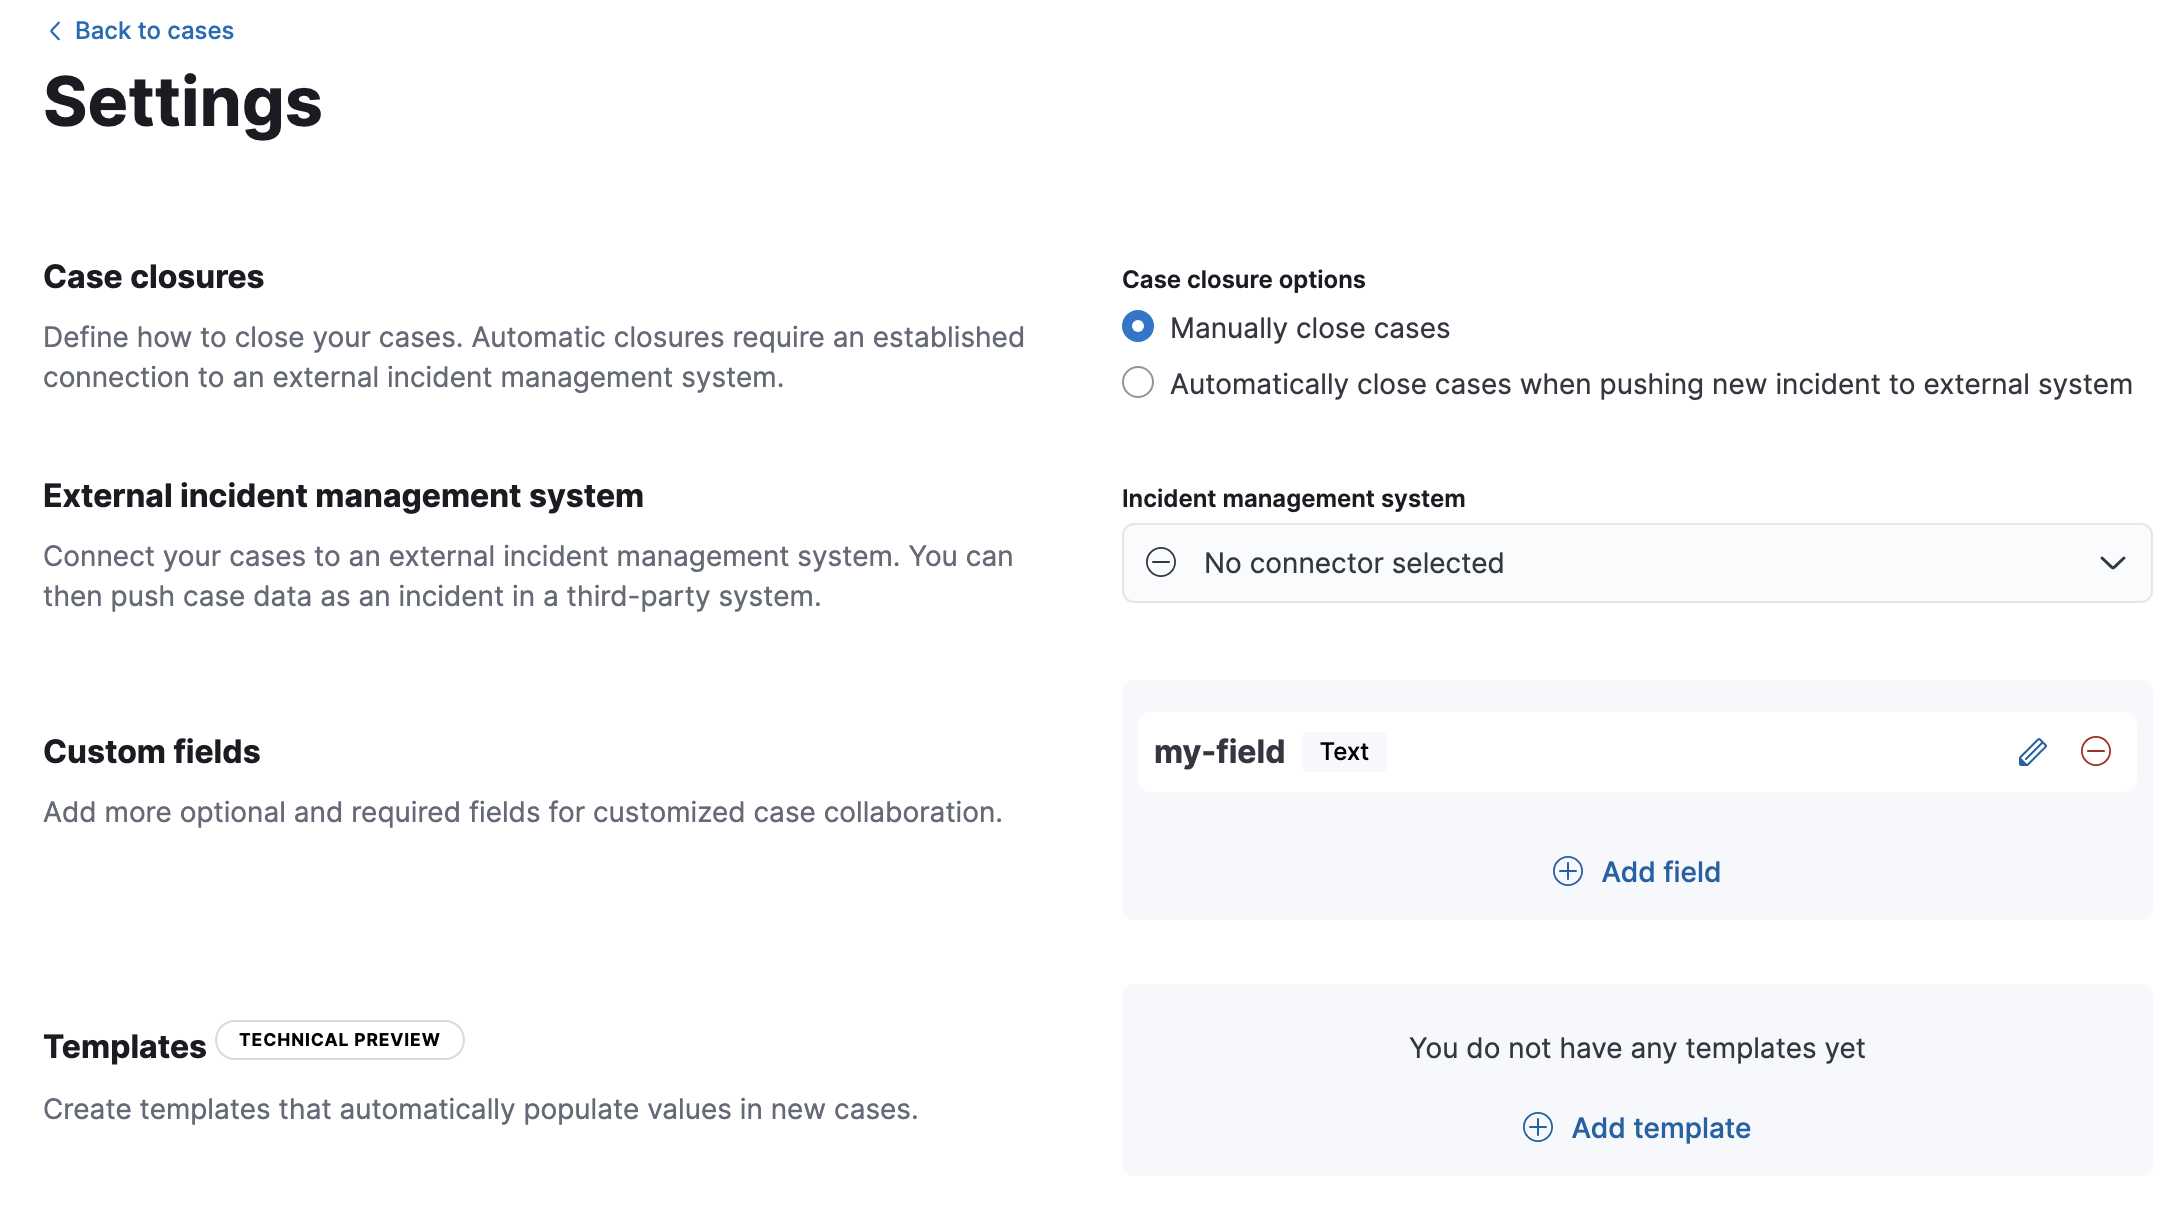 Back to cases
Settings
Case closures
Define how to close your cases. Automatic closures require an established
connection to an external incident management system.
Case closure options
Manually close cases
Automatically close cases when pushing new incident to external system
External incident management system
Connect your cases to an external incident management system. You can
then push case data as an incident in a third-party system.
Incident management system
No connector selected
Custom fields
Add more optional and required fields for customized case collaboration.
my-field Text
Add field
Templates TECHNICAL PREVIEW
Create templates that automatically populate values in new cases.
You do not have any templates yet
Add template